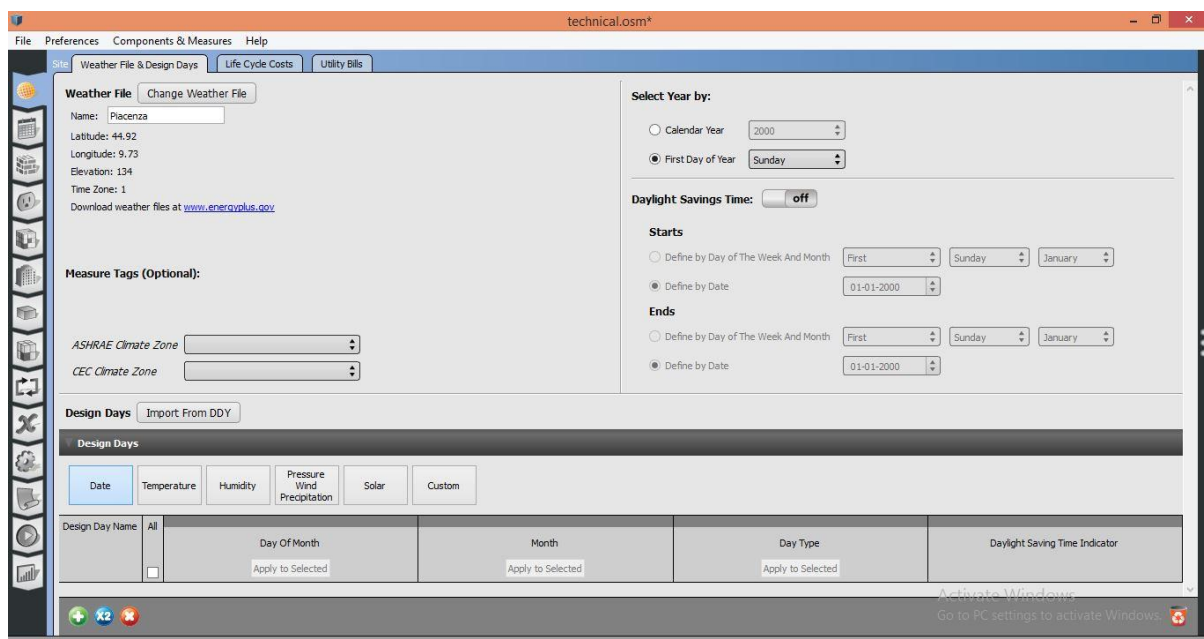 technical.osm*
File Preferences Components & Measures Help
Site Weather File & Design Days Life Cycle Costs Utility Bills
Weather File Change Weather File
Name: Piacenza
Latitude: 44.92
Longitude: 9.73
Elevation: 134
Time Zone: 1
Download weather files at www.energyplus.gov
Measure Tags (Optional):
ASHRAE Climate Zone
CEC Climate Zone
Select Year by:
Calendar Year 2000
First Day of Year Sunday
Daylight Savings Time: off
Starts
Define by Day of The Week And Month First Sunday January
Define by Date 01-01-2000
Ends
Define by Day of The Week And Month First Sunday January
Define by Date 01-01-2000
Design Days Import From DDY
Design Days
Date Temperature Humidity Pressure Wind Precipitation Solar Custom
Design Day Name All Day Of Month Month Day Type Daylight Saving Time Indicator
Apply to Selected Apply to Selected Apply to Selected
X2
Activate Windows
Go to PC settings to activate Windows.